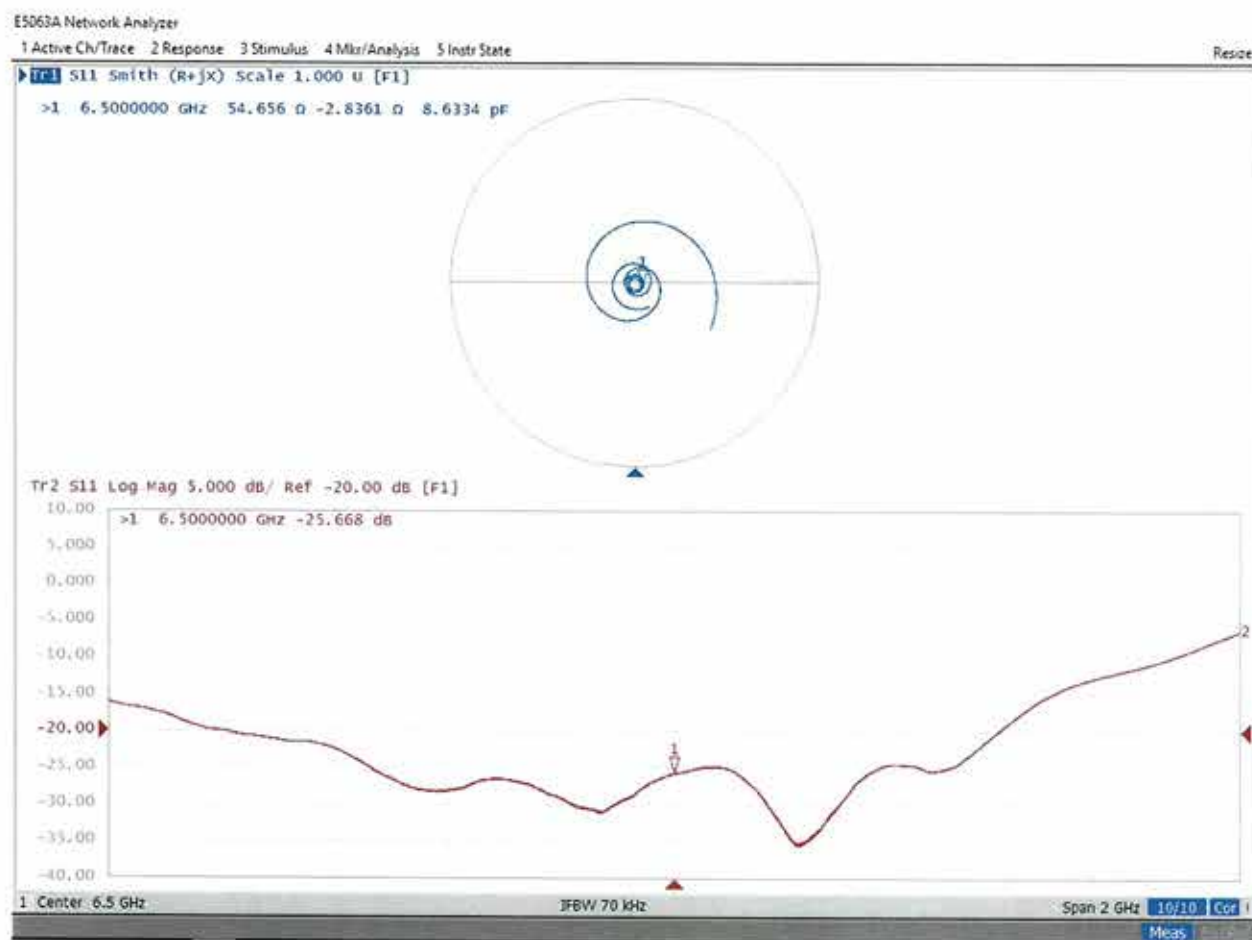 E5063A Network Analyzer
1 Active Ch/Trace 2 Response 3 Stimulus 4 Mkr/Analysis 5 Instr State Resize
Tr1 S11 Smith (R+jX) Scale 1.000 U [F1]
>1 6.5000000 GHz 54.656 Ω -2.8361 Ω 8.6334 pF
1
Tr2 S11 Log Mag 5.000 dB/ Ref -20.00 dB [F1]
10.00
>1 6.5000000 GHz -25.668 dB
5.000
0.000
-5.000
2
-10.00
-15.00
-20.00
1
-25.00
-30.00
-35.00
-40.00
1 Center 6.5 GHz IFBW 70 kHz Span 2 GHz 10/10 Cor
Meas